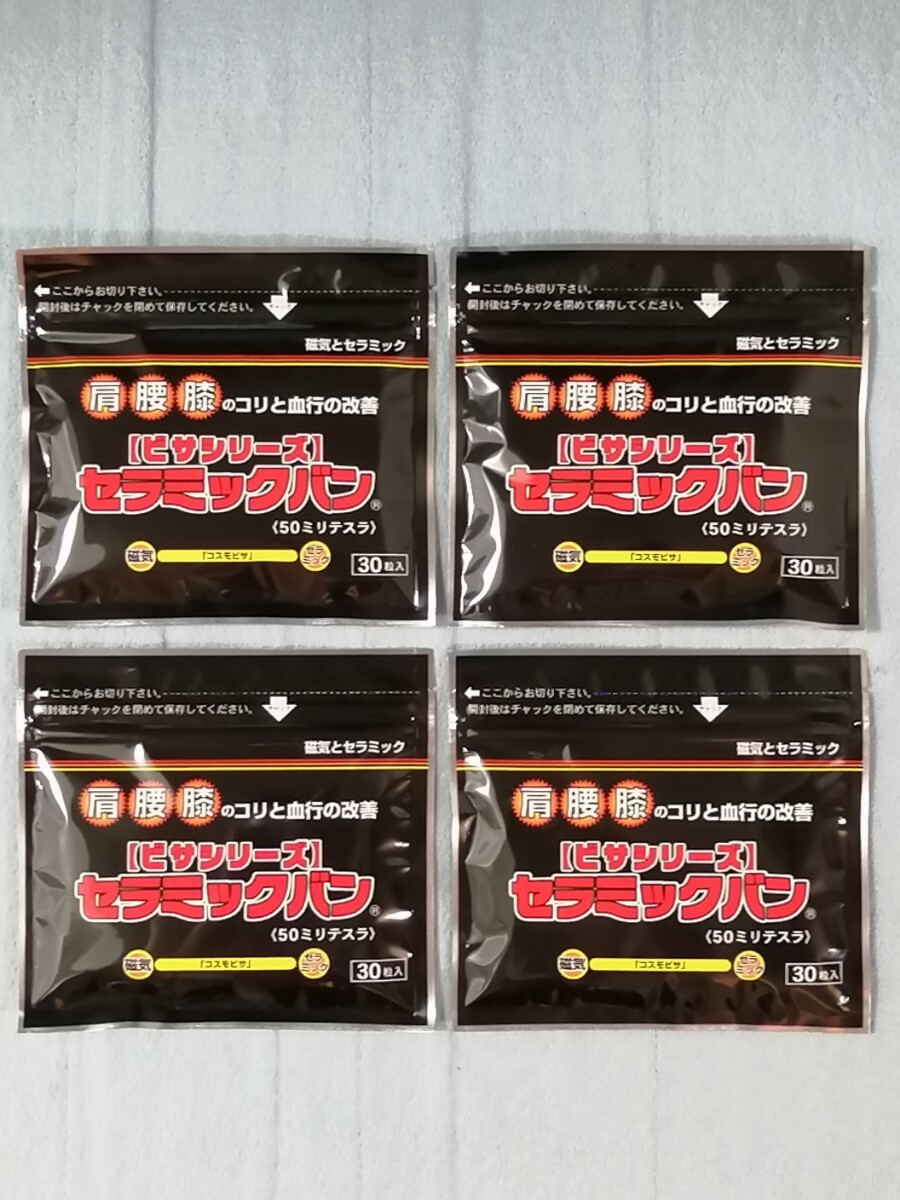 ここからお切り下さい。
開封後はチャックを閉めて保存してください。
磁気とセラミック
肩腰膝のコリと血行の改善
【ピサシリーズ】
セラミックバン®
《50ミリテスラ》
磁気 「コスモピサ」 セラミック
30粒入
ここからお切り下さい。
開封後はチャックを閉めて保存してください。
磁気とセラミック
肩腰膝のコリと血行の改善
【ピサシリーズ】
セラミックバン®
《50ミリテスラ》
磁気 「コスモピサ」 セラミック
30粒入
ここからお切り下さい。
開封後はチャックを閉めて保存してください。
磁気とセラミック
肩腰膝のコリと血行の改善
【ピサシリーズ】
セラミックバン®
《50ミリテスラ》
磁気 「コスモピサ」 セラミック
30粒入
ここからお切り下さい。
開封後はチャックを閉めて保存してください。
磁気とセラミック
肩腰膝のコリと血行の改善
【ピサシリーズ】
セラミックバン®
《50ミリテスラ》
磁気 「コスモピサ」 セラミック
30粒入